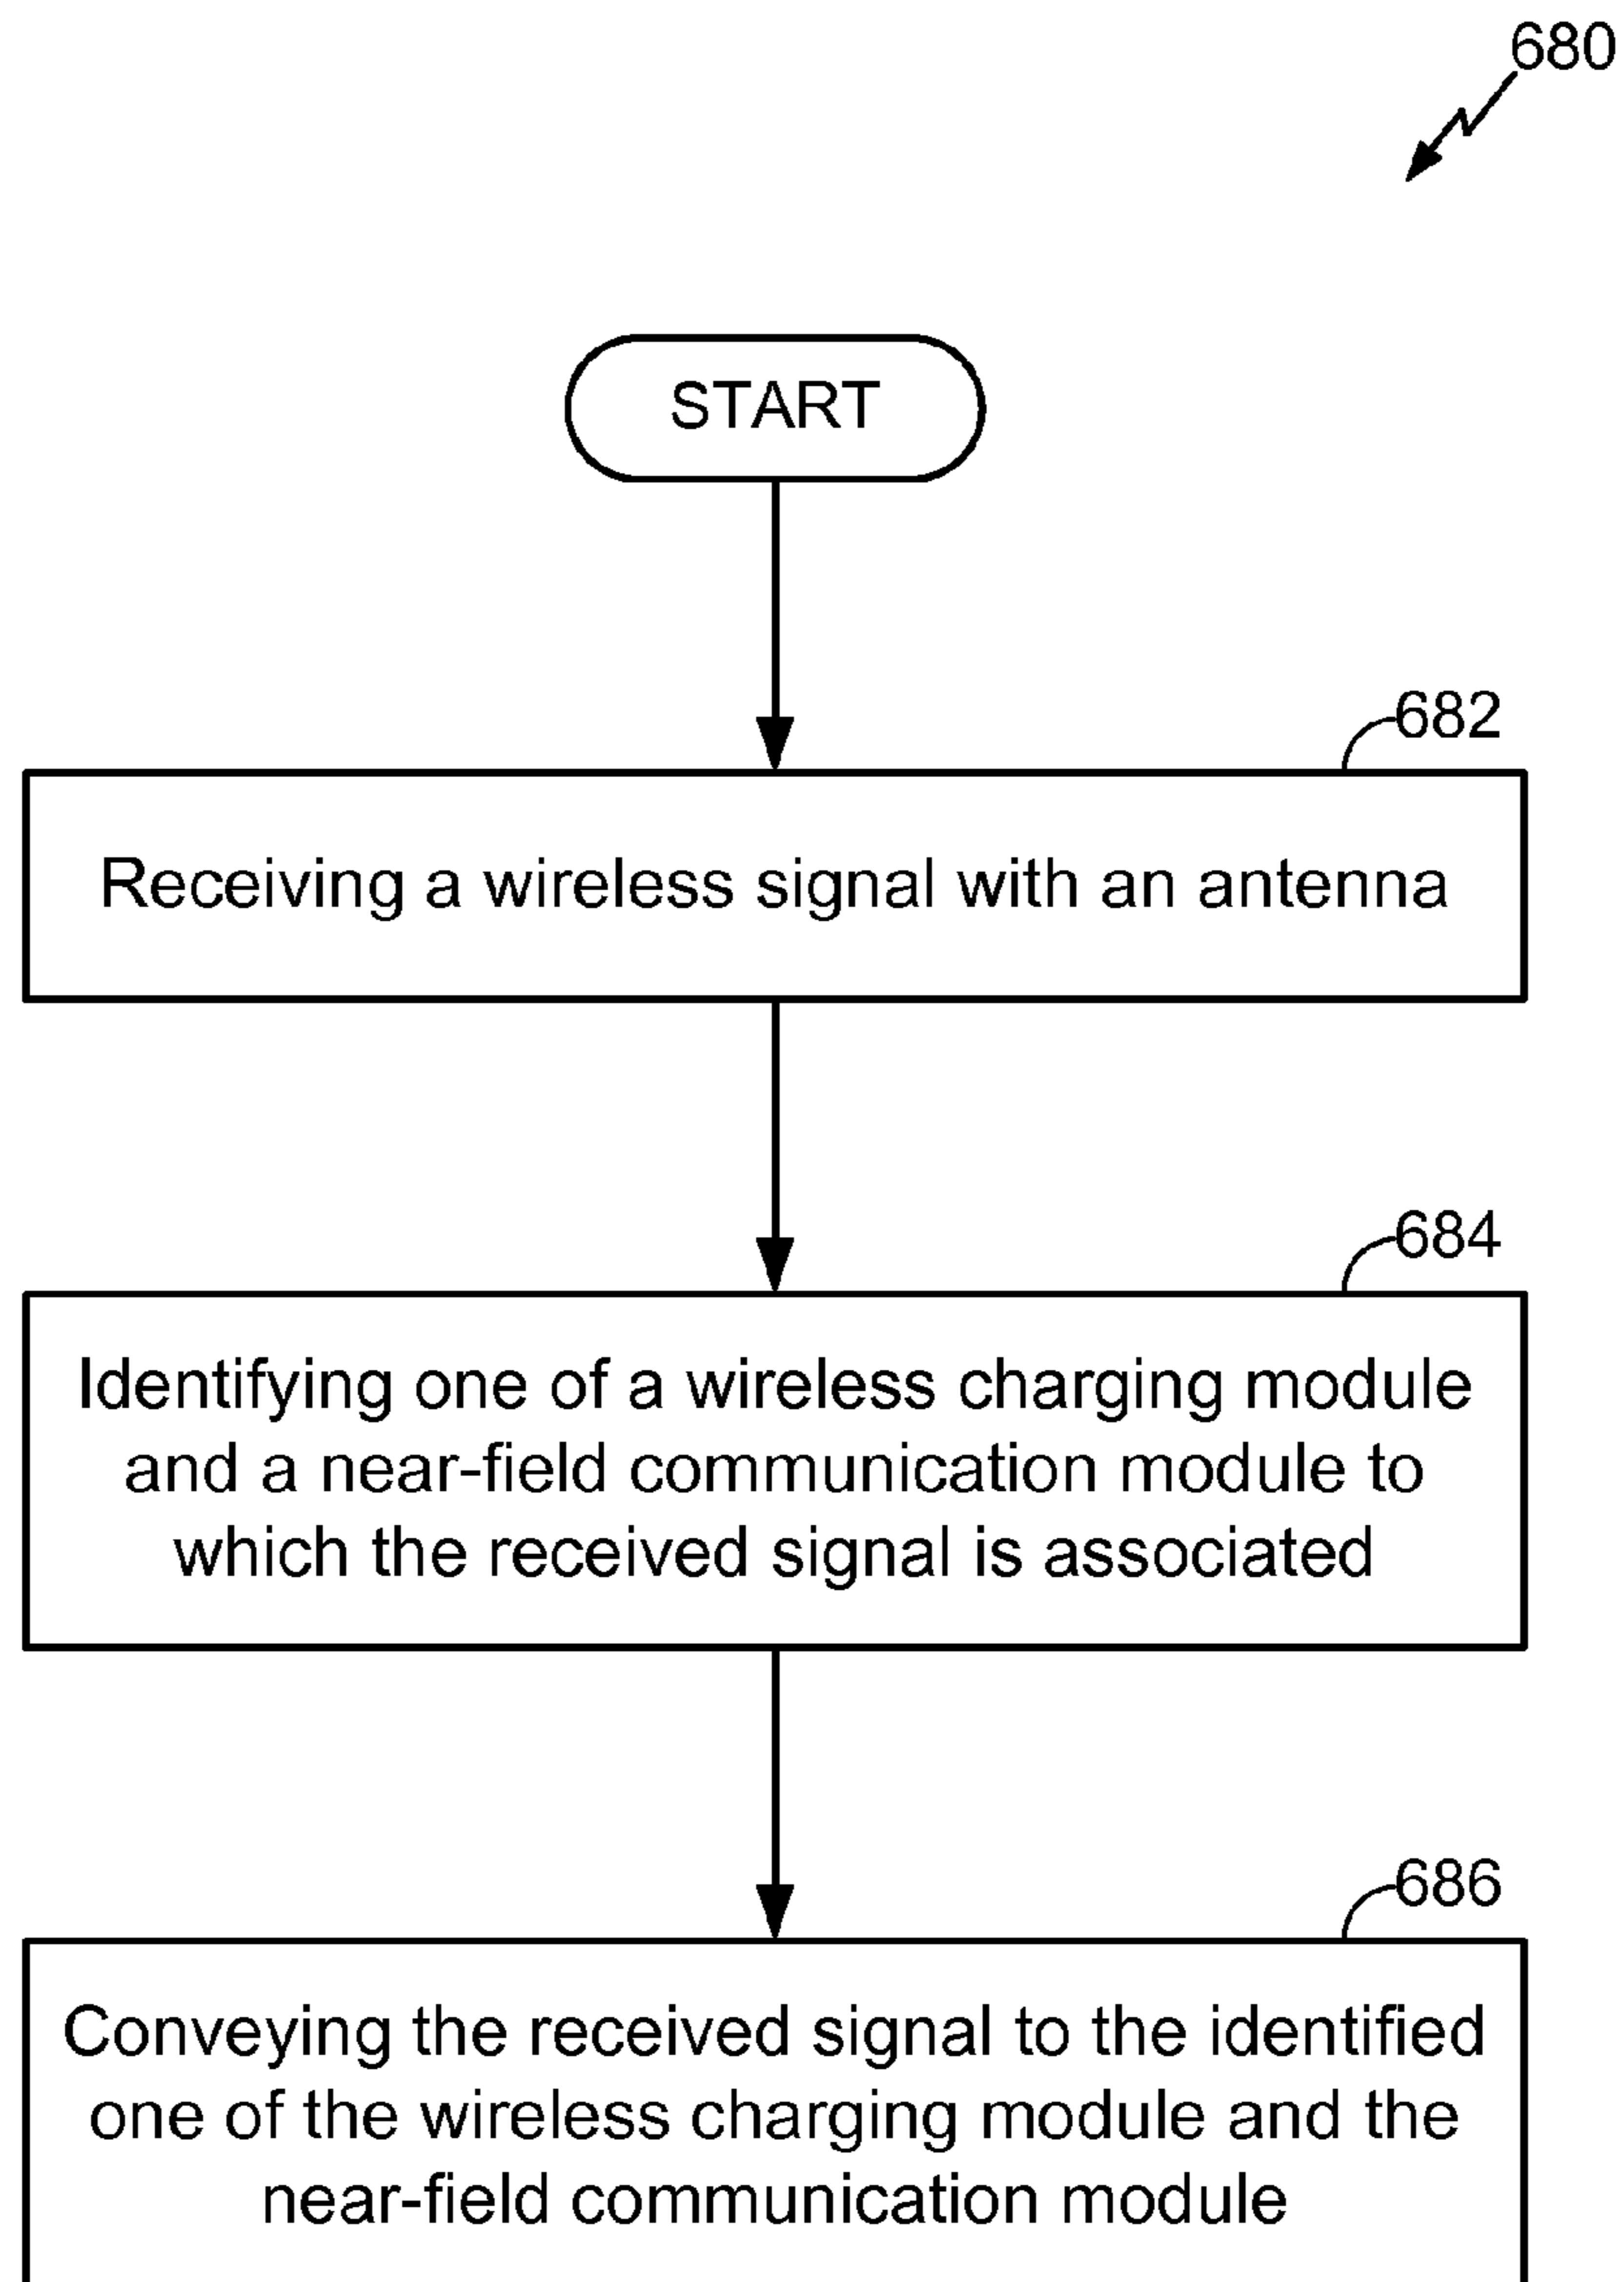 680
START
682
Receiving a wireless signal with an antenna
684
Identifying one of a wireless charging module
and a near-field communication module to
which the received signal is associated
686
Conveying the received signal to the identified
one of the wireless charging module and the
near-field communication module